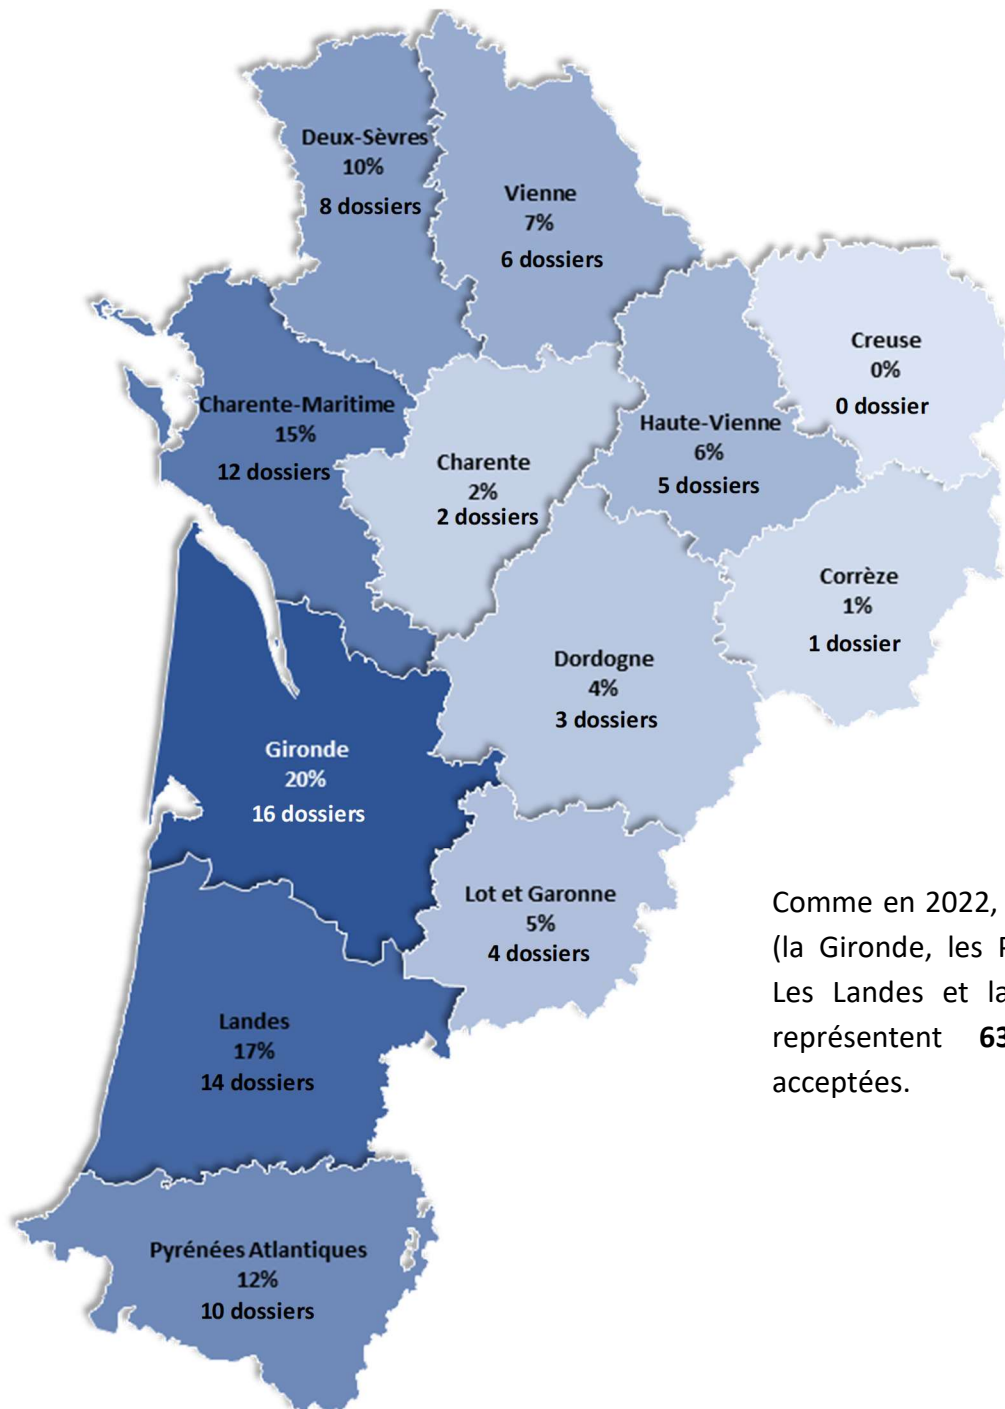 Deux-Sèvres
10%
8 dossiers
Vienne
7%
6 dossiers
Creuse
0%
0 dossier
Charente-Maritime
15%
12 dossiers
Haute-Vienne
6%
5 dossiers
Charente
2%
2 dossiers
Corrèze
1%
1 dossier
Dordogne
4%
3 dossiers
Gironde
20%
16 dossiers
Lot et Garonne
5%
4 dossiers
Landes
17%
14 dossiers
Pyrénées Atlantiques
12%
10 dossiers
Comme en 2022,
(la Gironde, les
Les Landes et la
représentent 63
acceptées.